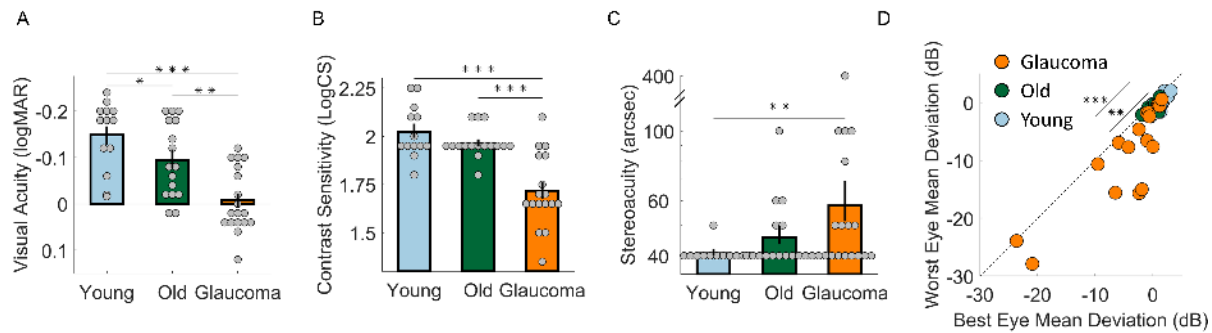 A
Visual Acuity (logMAR)
-0.2
-0.1
0
0.1
***
*
**
Young Old Glaucoma
B
Contrast Sensitivity (LogCS)
2.25
2
1.75
1.5
***
***
Young Old Glaucoma
C
Stereoacuity (arcsec)
400
100
60
40
**
Young Old Glaucoma
D
Worst Eye Mean Deviation (dB)
0
-10
-20
-30
Glaucoma
Old
Young
***
**
-30 -20 -10 0
Best Eye Mean Deviation (dB)